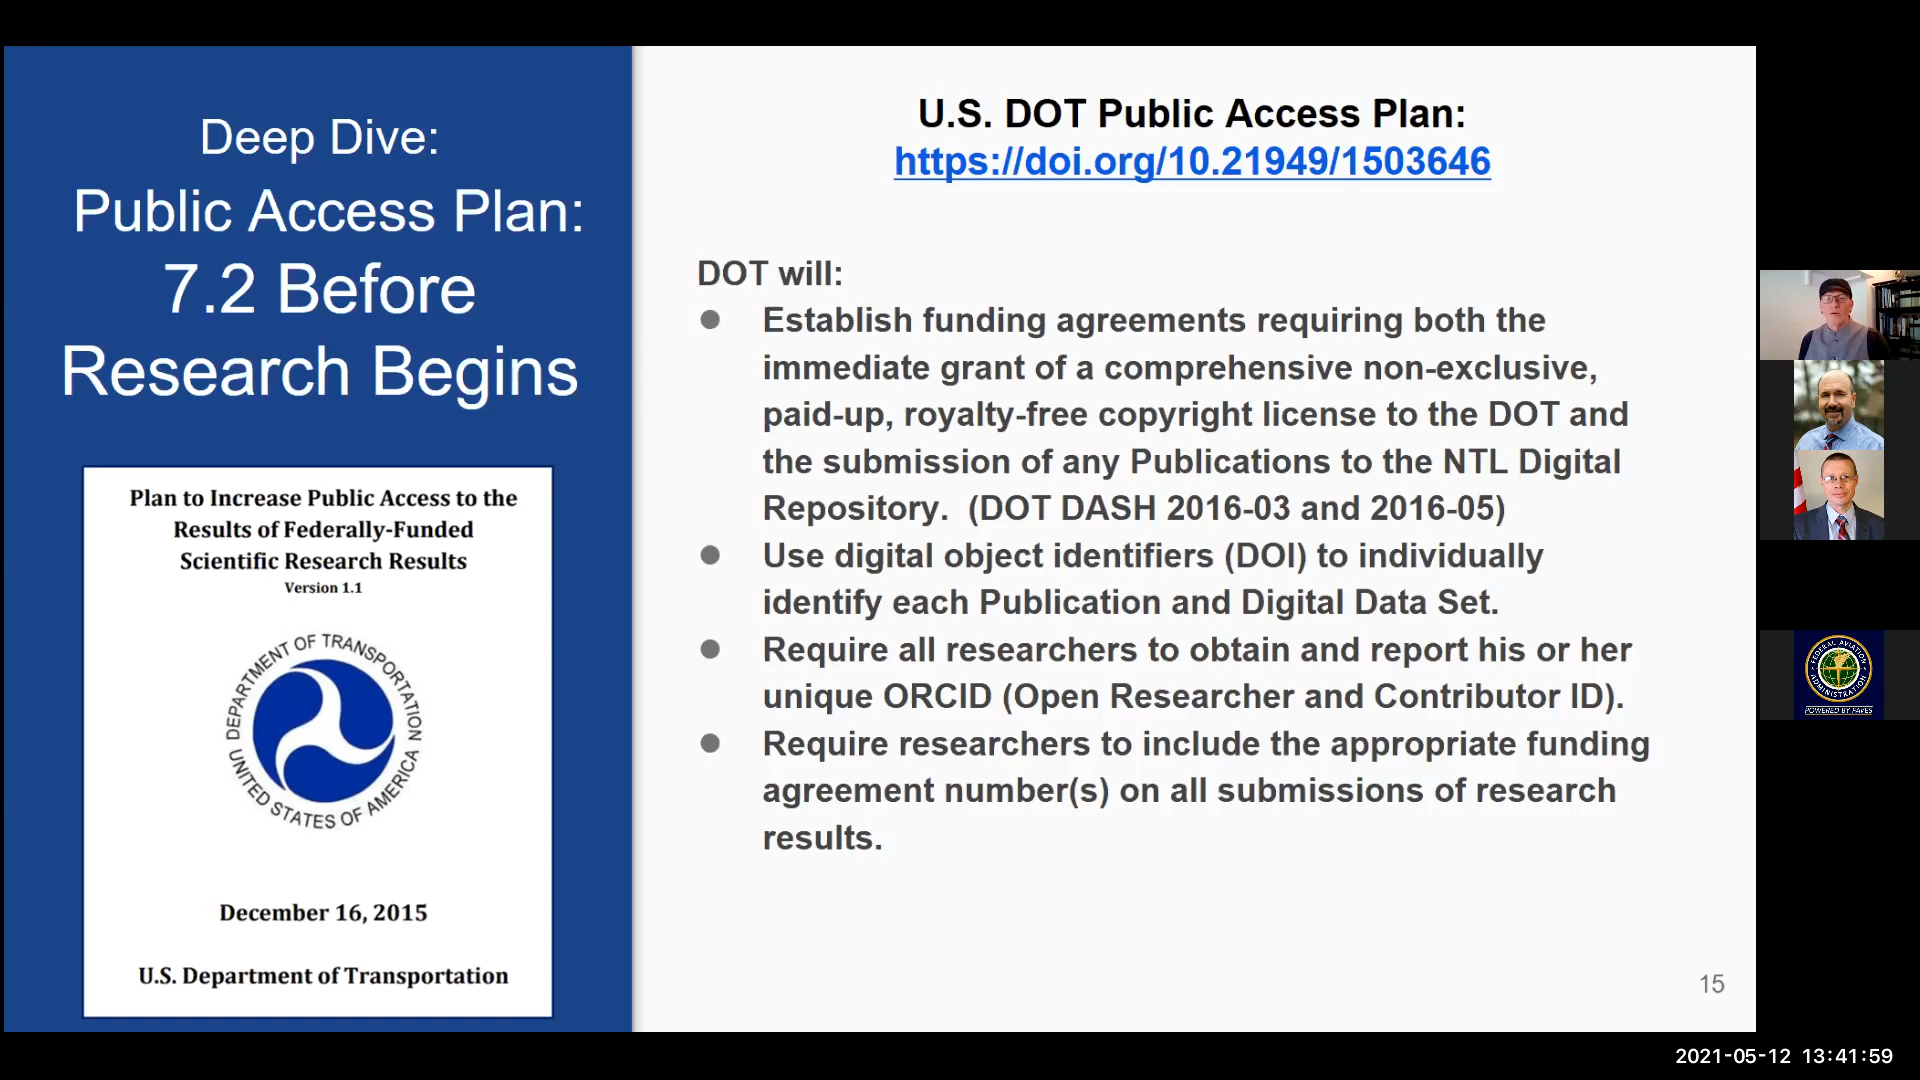 Deep Dive:
Public Access Plan:
7.2 Before
Research Begins
Plan to Increase Public Access to the
Results of Federally-Funded
Scientific Research Results
Version 1.1
DEPARTMENT OF TRANSPORTATION
UNITED STATES OF AMERICA
December 16, 2015
U.S. Department of Transportation
U.S. DOT Public Access Plan:
https://doi.org/10.21949/1503646
DOT will:
● Establish funding agreements requiring both the
immediate grant of a comprehensive non-exclusive,
paid-up, royalty-free copyright license to the DOT and
the submission of any Publications to the NTL Digital
Repository.  (DOT DASH 2016-03 and 2016-05)
● Use digital object identifiers (DOI) to individually
identify each Publication and Digital Data Set.
● Require all researchers to obtain and report his or her
unique ORCID (Open Researcher and Contributor ID).
● Require researchers to include the appropriate funding
agreement number(s) on all submissions of research
results.
15
FEDERAL AVIATION
ADMINISTRATION
POWERED BY PAVES
2021-05-12 13:41:59